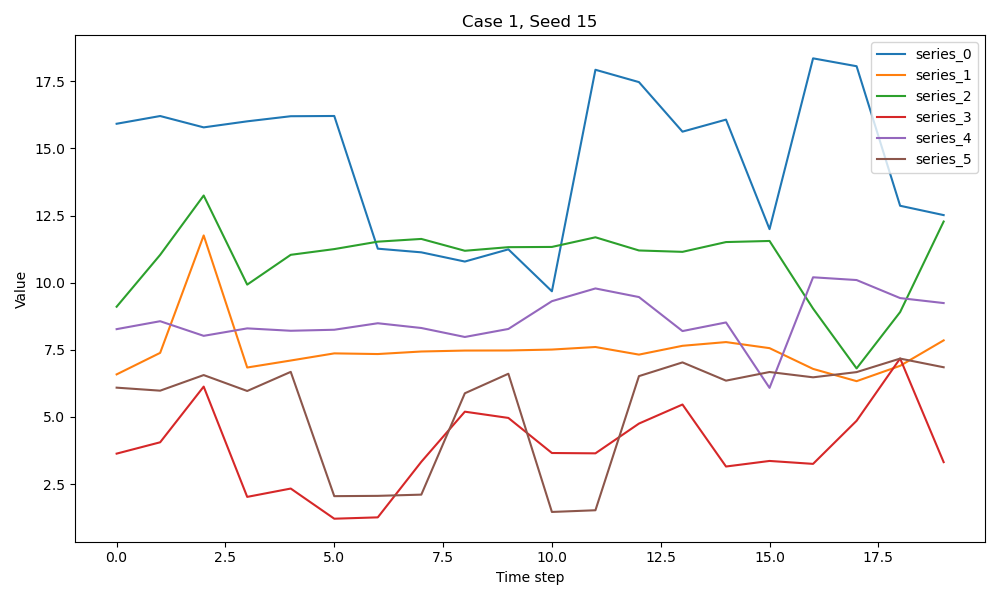 Case 1, Seed 15
series_0
series_1
series_2
series_3
series_4
series_5
Value
17.5
15.0
12.5
10.0
7.5
5.0
2.5
0.0 2.5 5.0 7.5 10.0 12.5 15.0 17.5
Time step